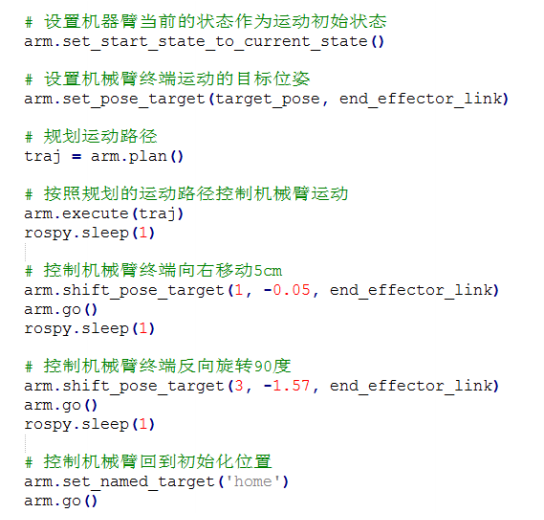 # 设置机器臂当前的状态作为运动初始状态
arm.set_start_state_to_current_state()
# 设置机械臂终端运动的目标位姿
arm.set_pose_target(target_pose, end_effector_link)
# 规划运动路径
traj = arm.plan()
# 按照规划的运动路径控制机械臂运动
arm.execute(traj)
rospy.sleep(1)
# 控制机械臂终端向右移动5cm
arm.shift_pose_target(1, -0.05, end_effector_link)
arm.go()
rospy.sleep(1)
# 控制机械臂终端反向旋转90度
arm.shift_pose_target(3, -1.57, end_effector_link)
arm.go()
rospy.sleep(1)
# 控制机械臂回到初始化位置
arm.set_named_target('home')
arm.go()